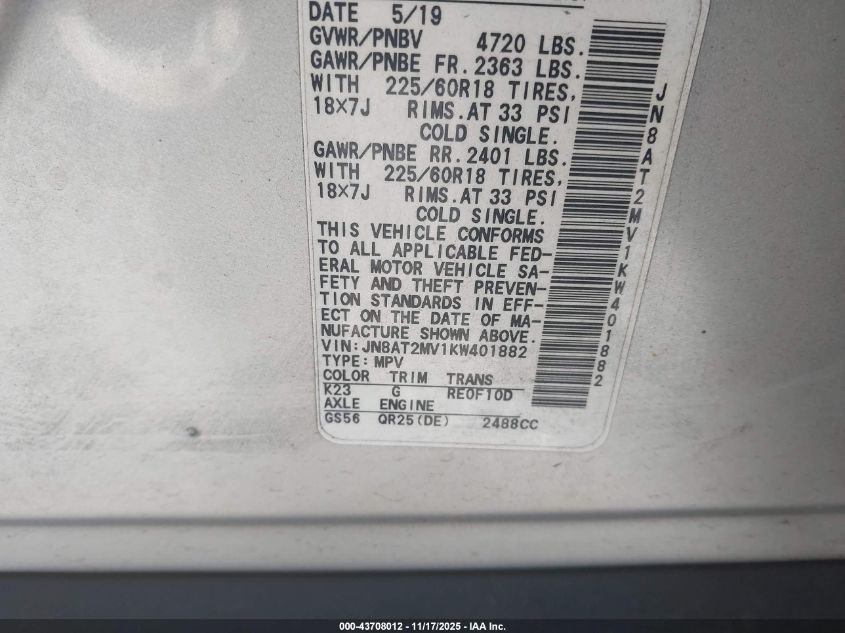 DATE 5/19
GVWR/PNBV 4720 LBS.
GAWR/PNBE FR. 2363 LBS.
WITH 225/60R18 TIRES,
18×7J RIMS. AT 33 PSI
COLD SINGLE.
GAWR/PNBE RR. 2401 LBS.
WITH 225/60R18 TIRES,
18×7J RIMS. AT 33 PSI
COLD SINGLE.
THIS VEHICLE CONFORMS
TO ALL APPLICABLE FED-
ERAL MOTOR VEHICLE SA-
FETY AND THEFT PREVEN-
TION STANDARDS IN EFF-
ECT ON THE DATE OF MA-
NUFACTURE SHOWN ABOVE.
VIN: JN8AT2MV1KW401882
TYPE: MPV
COLOR TRIM TRANS
K23 G RE0F10D
AXLE ENGINE
GS56 QR25(DE) 2488CC
JN8AT2MV1KW401882
000-43708012 - 11/17/2025 - IAA Inc.